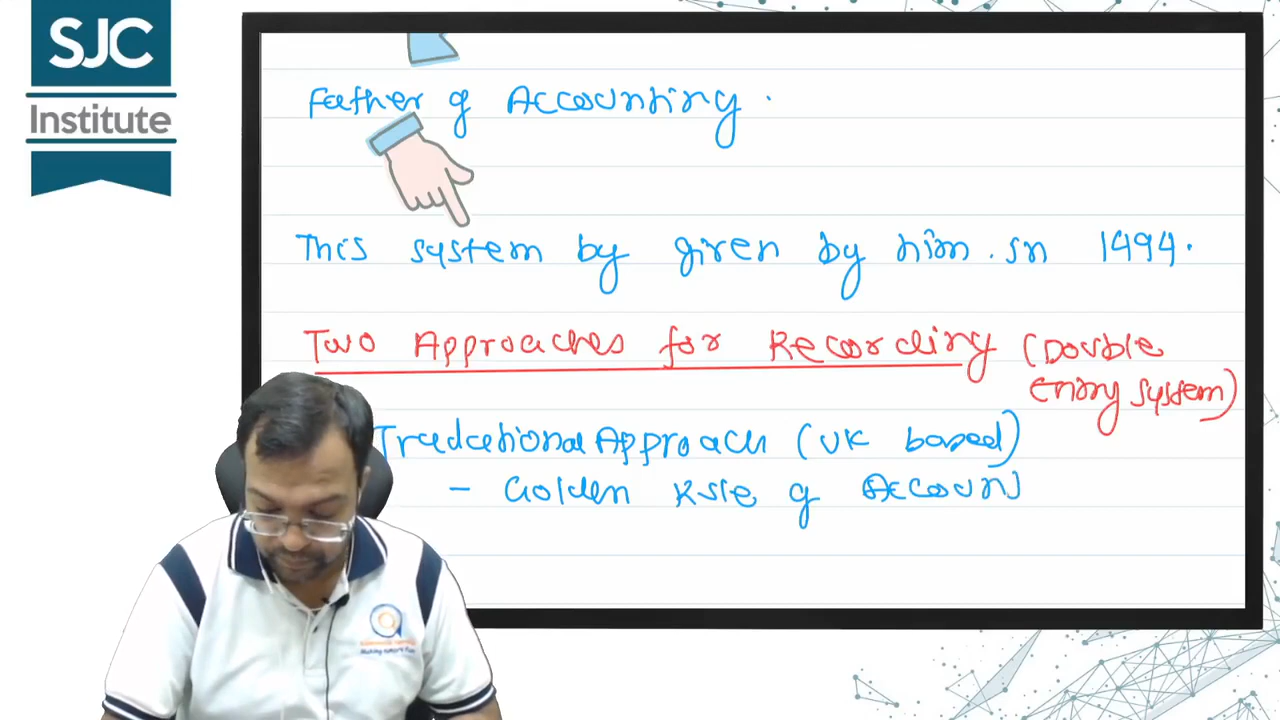 SJC
Institute
Father of Accounting.
This system by given by him. In 1494.
Two Approaches for Recording (Double
Entry System)
Tradational Approach (UK based)
- Golden Rule of Account